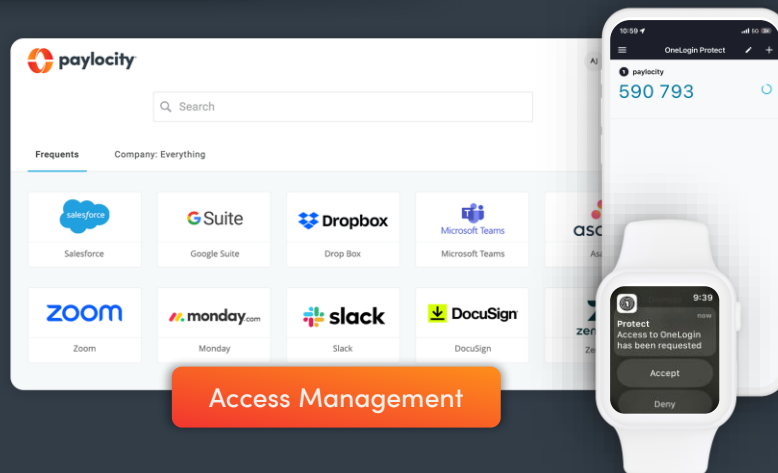 paylocity
AJ
Search
Frequents
Company: Everything
salesforce
Salesforce
G Suite
Google Suite
Dropbox
Drop Box
Microsoft Teams
Microsoft Teams
zoom
Zoom
monday.com
Monday
slack
Slack
DocuSign
DocuSign
Access Management
10:59
5G
OneLogin Protect
paylocity
590 793
9:39
now
Protect
Access to OneLogin
has been requested
Accept
Deny